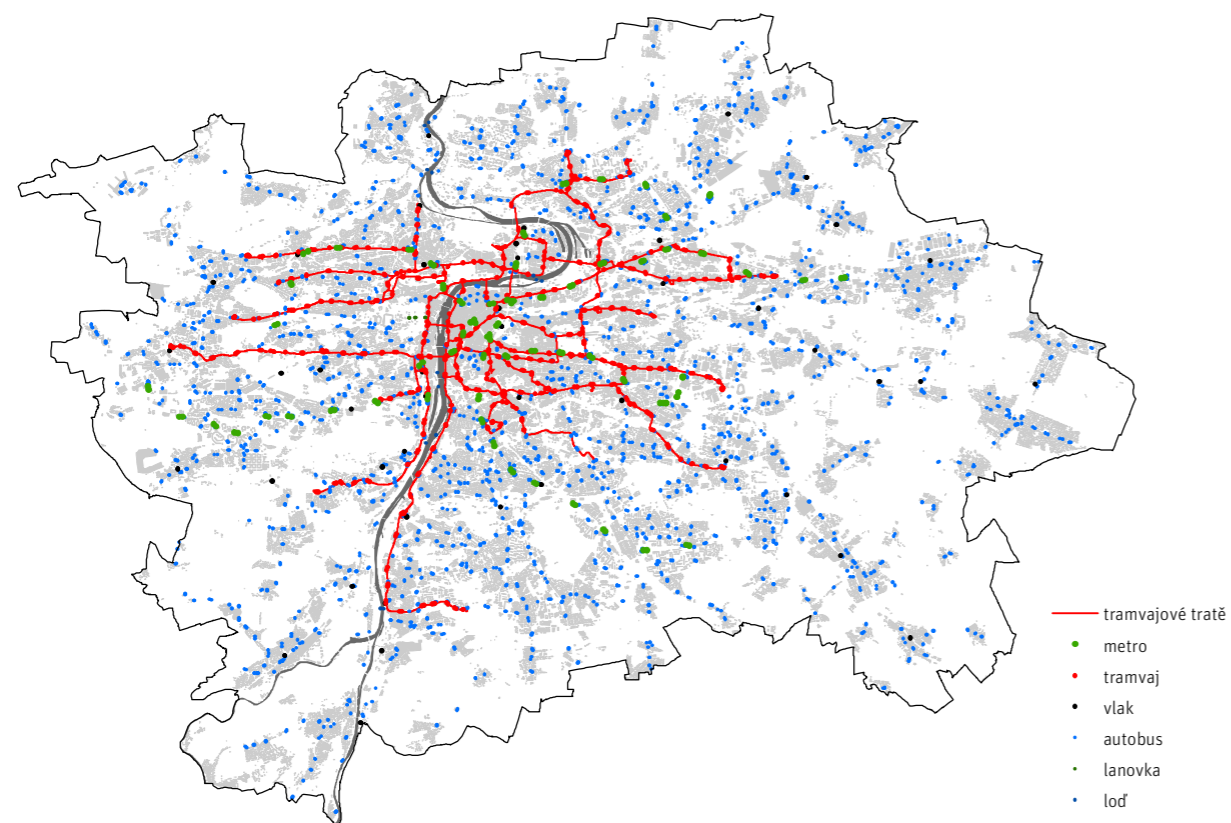 tramvajové tratě
metro
tramvaj
vlak
autobus
lanovka
loď